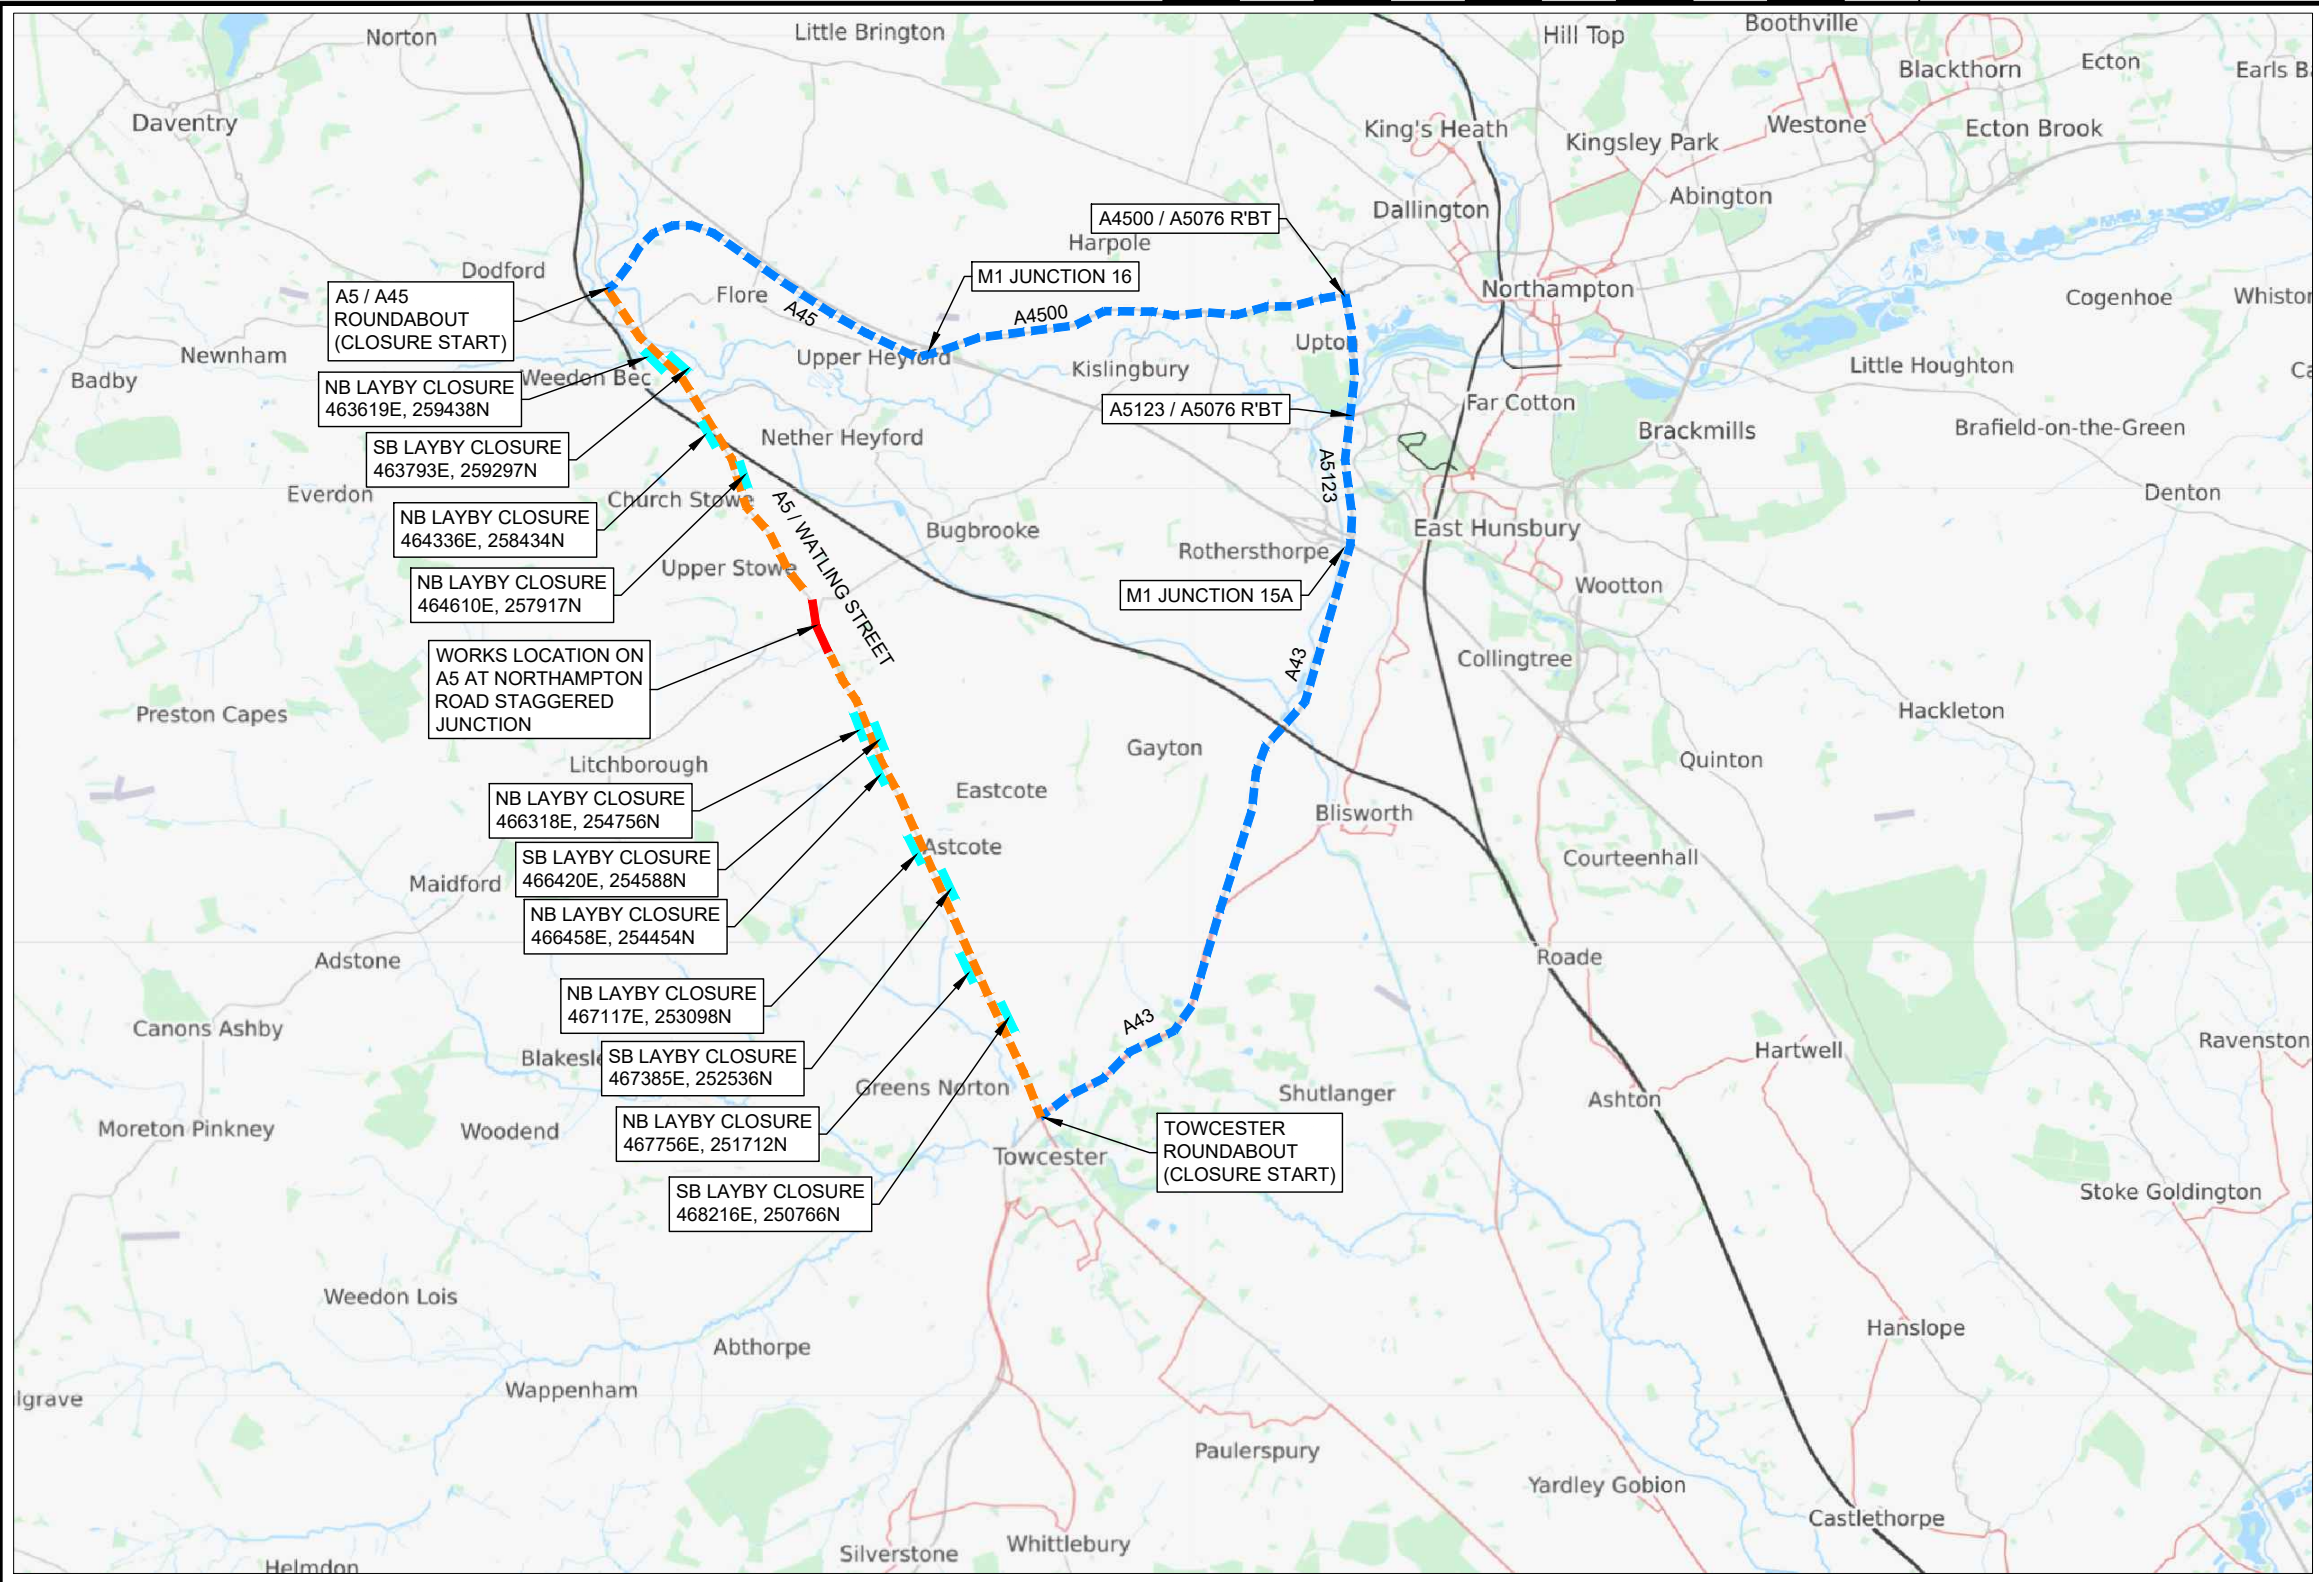 Norton
Little Brington
Hill Top
Boothville
Blackthorn
Ecton
Earls Ba
Daventry
King's Heath
Kingsley Park
Westone
Ecton Brook
Abington
Dallington
A4500 / A5076 R'BT
Harpole
Dodford
M1 JUNCTION 16
A5 / A45
ROUNDABOUT
(CLOSURE START)
Flore
A45
A4500
Northampton
Cogenhoe
Whiston
Newnham
Badby
NB LAYBY CLOSURE
463619E, 259438N
Weedon Bec
Upper Heyford
Kislingbury
Upto
Little Houghton
Ca
A5123 / A5076 R'BT
Far Cotton
Brackmills
Brafield-on-the-Green
SB LAYBY CLOSURE
463793E, 259297N
Nether Heyford
A5123
Everdon
Church Stowe
Denton
NB LAYBY CLOSURE
464336E, 258434N
A5 / WATLING STREET
Bugbrooke
Rothersthorpe
East Hunsbury
Upper Stowe
NB LAYBY CLOSURE
464610E, 257917N
M1 JUNCTION 15A
Wootton
WORKS LOCATION ON
A5 AT NORTHAMPTON
ROAD STAGGERED
JUNCTION
A43
Collingtree
Preston Capes
Hackleton
Litchborough
Gayton
Quinton
NB LAYBY CLOSURE
466318E, 254756N
Eastcote
Blisworth
SB LAYBY CLOSURE
466420E, 254588N
Astcote
Courteenhall
Maidford
NB LAYBY CLOSURE
466458E, 254454N
Adstone
Roade
NB LAYBY CLOSURE
467117E, 253098N
A43
Canons Ashby
Blakesle
SB LAYBY CLOSURE
467385E, 252536N
Hartwell
Ravenston
Greens Norton
Shutlanger
Ashton
Moreton Pinkney
Woodend
NB LAYBY CLOSURE
467756E, 251712N
Towcester
TOWCESTER
ROUNDABOUT
(CLOSURE START)
SB LAYBY CLOSURE
468216E, 250766N
Stoke Goldington
Weedon Lois
Abthorpe
Hanslope
Wappenham
lgrave
Paulerspury
Yardley Gobion
Castlethorpe
Silverstone
Whittlebury
Helmdon